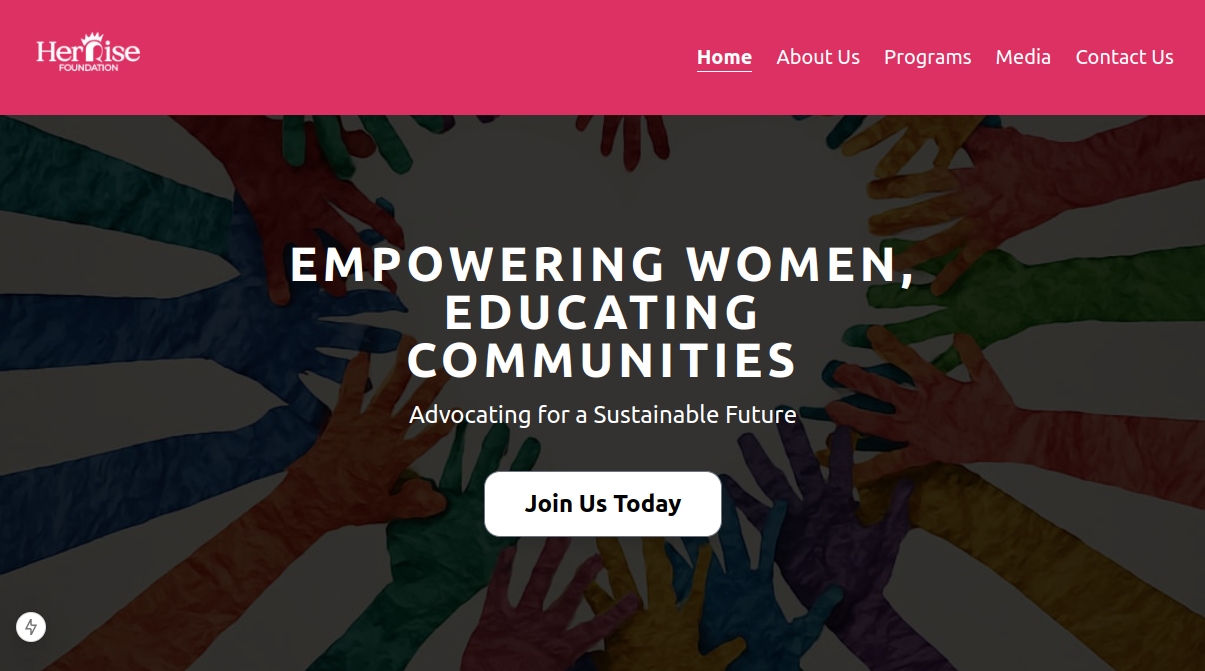 HerRise
FOUNDATION
Home About Us Programs Media Contact Us
EMPOWERING WOMEN,
EDUCATING
COMMUNITIES
Advocating for a Sustainable Future
Join Us Today